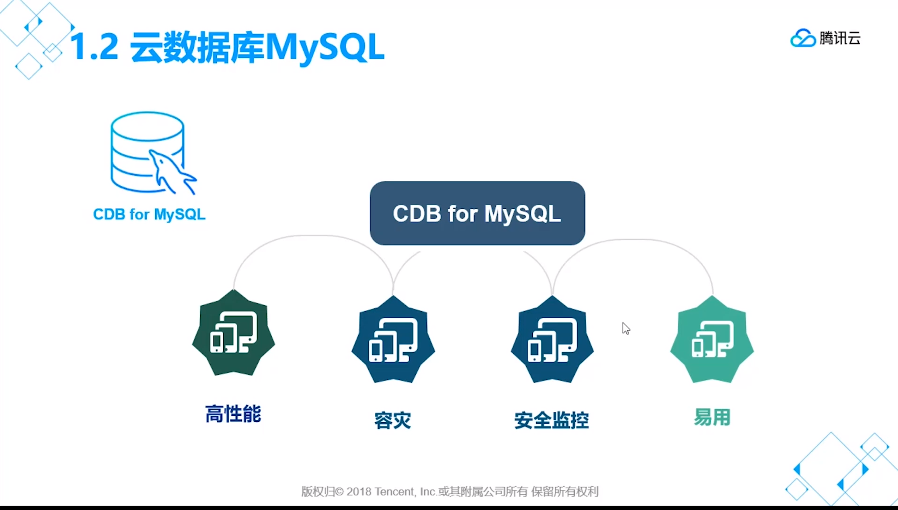 1.2 云数据库MySQL
腾讯云
CDB for MySQL
CDB for MySQL
高性能
容灾
安全监控
易用
版权归© 2018 Tencent, Inc.或其附属公司所有 保留所有权利